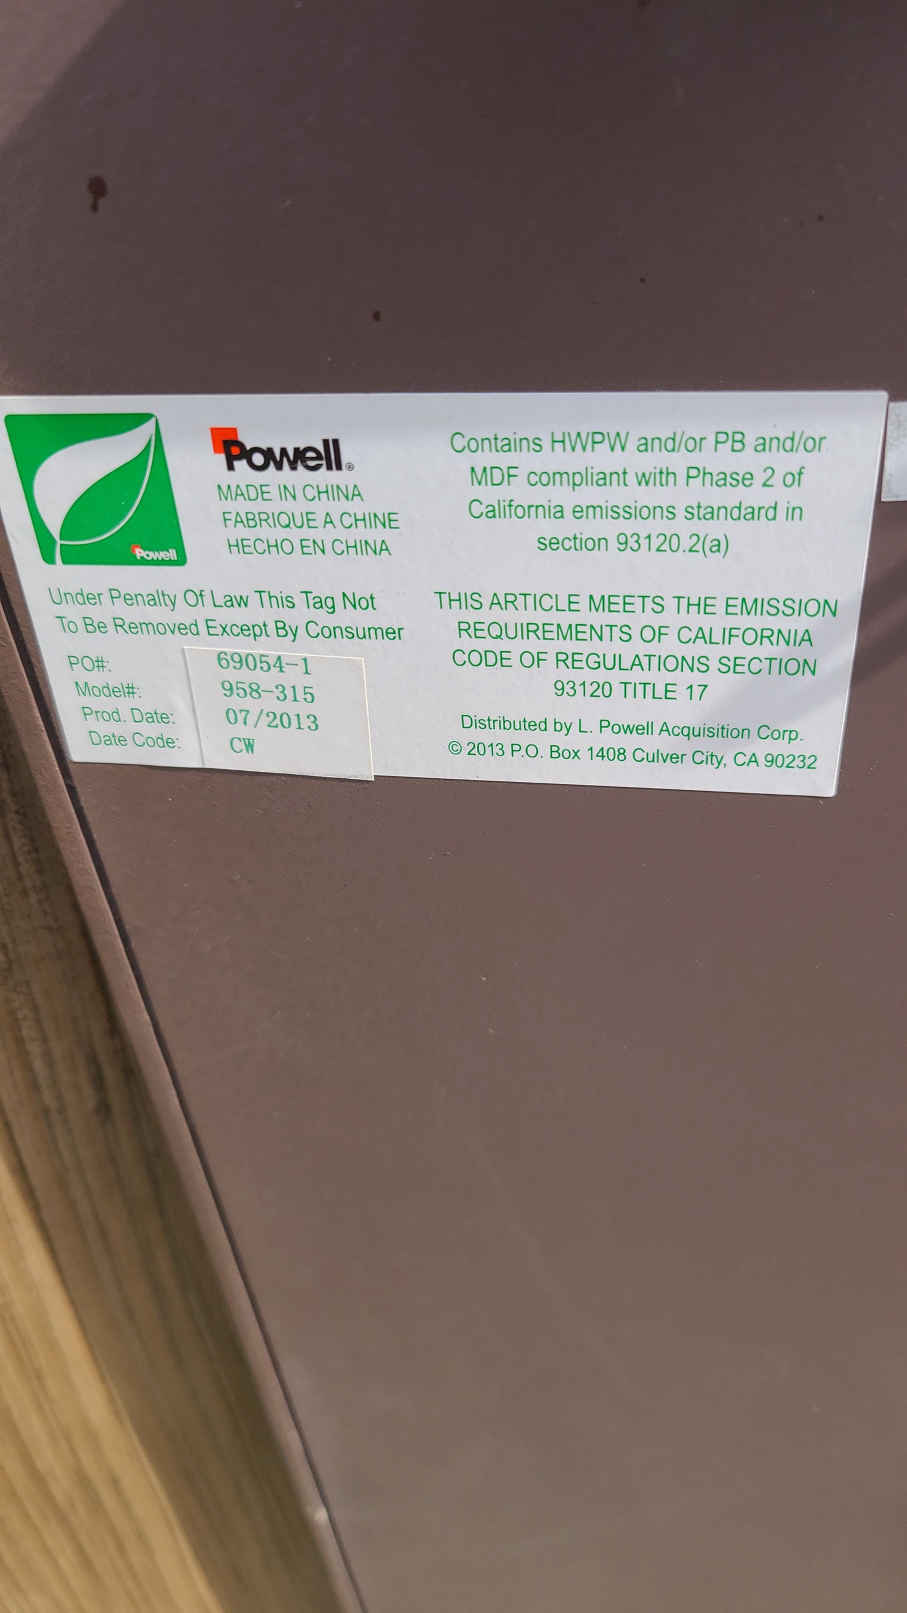 Powell®
MADE IN CHINA
FABRIQUE A CHINE
HECHO EN CHINA
Powell
Under Penalty Of Law This Tag Not
To Be Removed Except By Consumer
PO#: 69054-1
Model#: 958-315
Prod. Date: 07/2013
Date Code: CW
Contains HWPW and/or PB and/or
MDF compliant with Phase 2 of
California emissions standard in
section 93120.2(a)
THIS ARTICLE MEETS THE EMISSION
REQUIREMENTS OF CALIFORNIA
CODE OF REGULATIONS SECTION
93120 TITLE 17
Distributed by L. Powell Acquisition Corp.
© 2013 P.O. Box 1408 Culver City, CA 90232